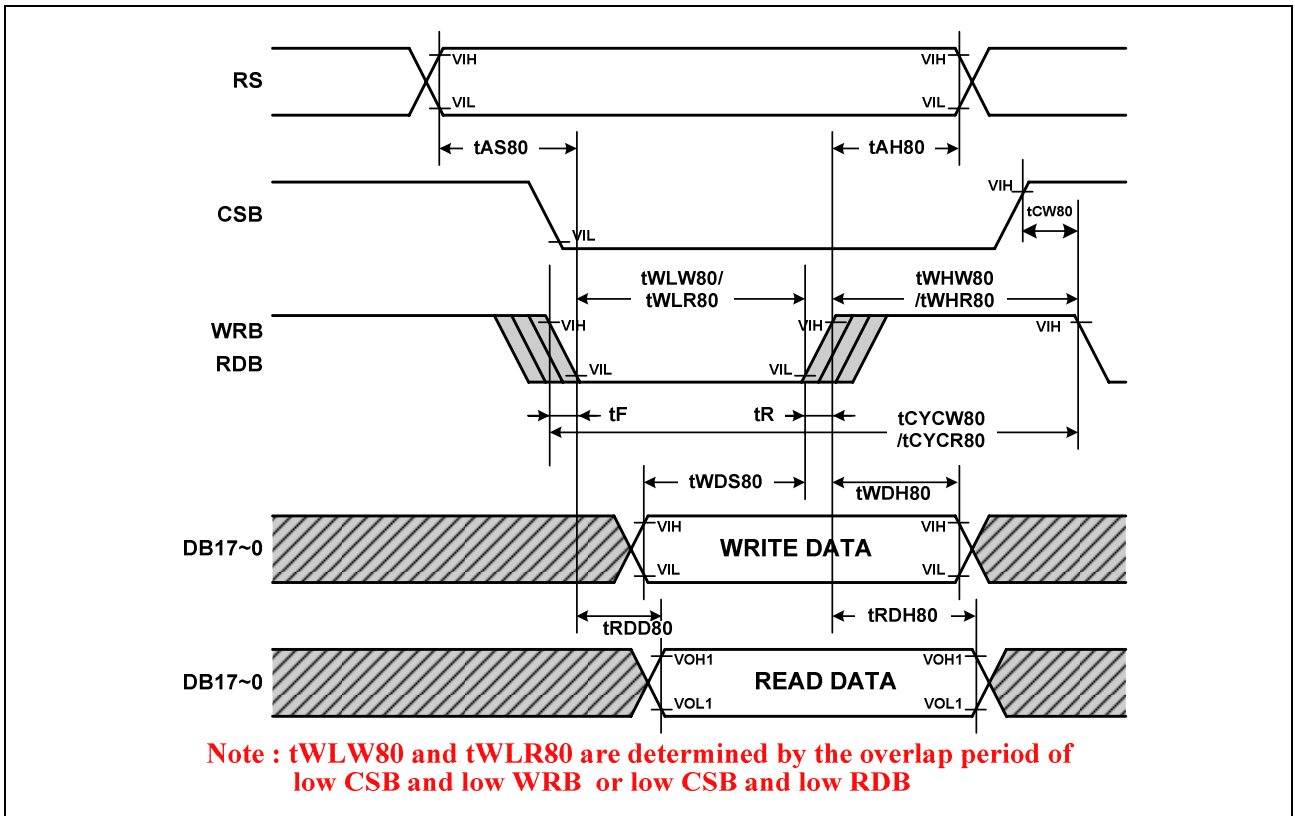 RS
VIH
VIH
VIL
VIL
tAS80
tAH80
CSB
VIH
tCW80
VIL
tWLW80/
tWLR80
tWHW80
/tWHR80
WRB
RDB
VIH
VIH
VIH
VIL
VIL
tF
tR
tCYCW80
/tCYCR80
tWDS80
tWDH80
DB17~0
VIH
VIH
WRITE DATA
VIL
VIL
tRDD80
tRDH80
DB17~0
VOH1
VOH1
READ DATA
VOL1
VOL1
Note : tWLW80 and tWLR80 are determined by the overlap period of
low CSB and low WRB or low CSB and low RDB